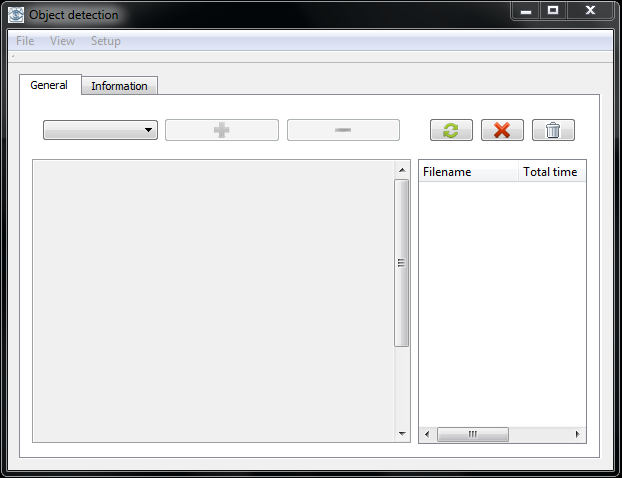 Object detection
File View Setup
General Information
Filename Total time